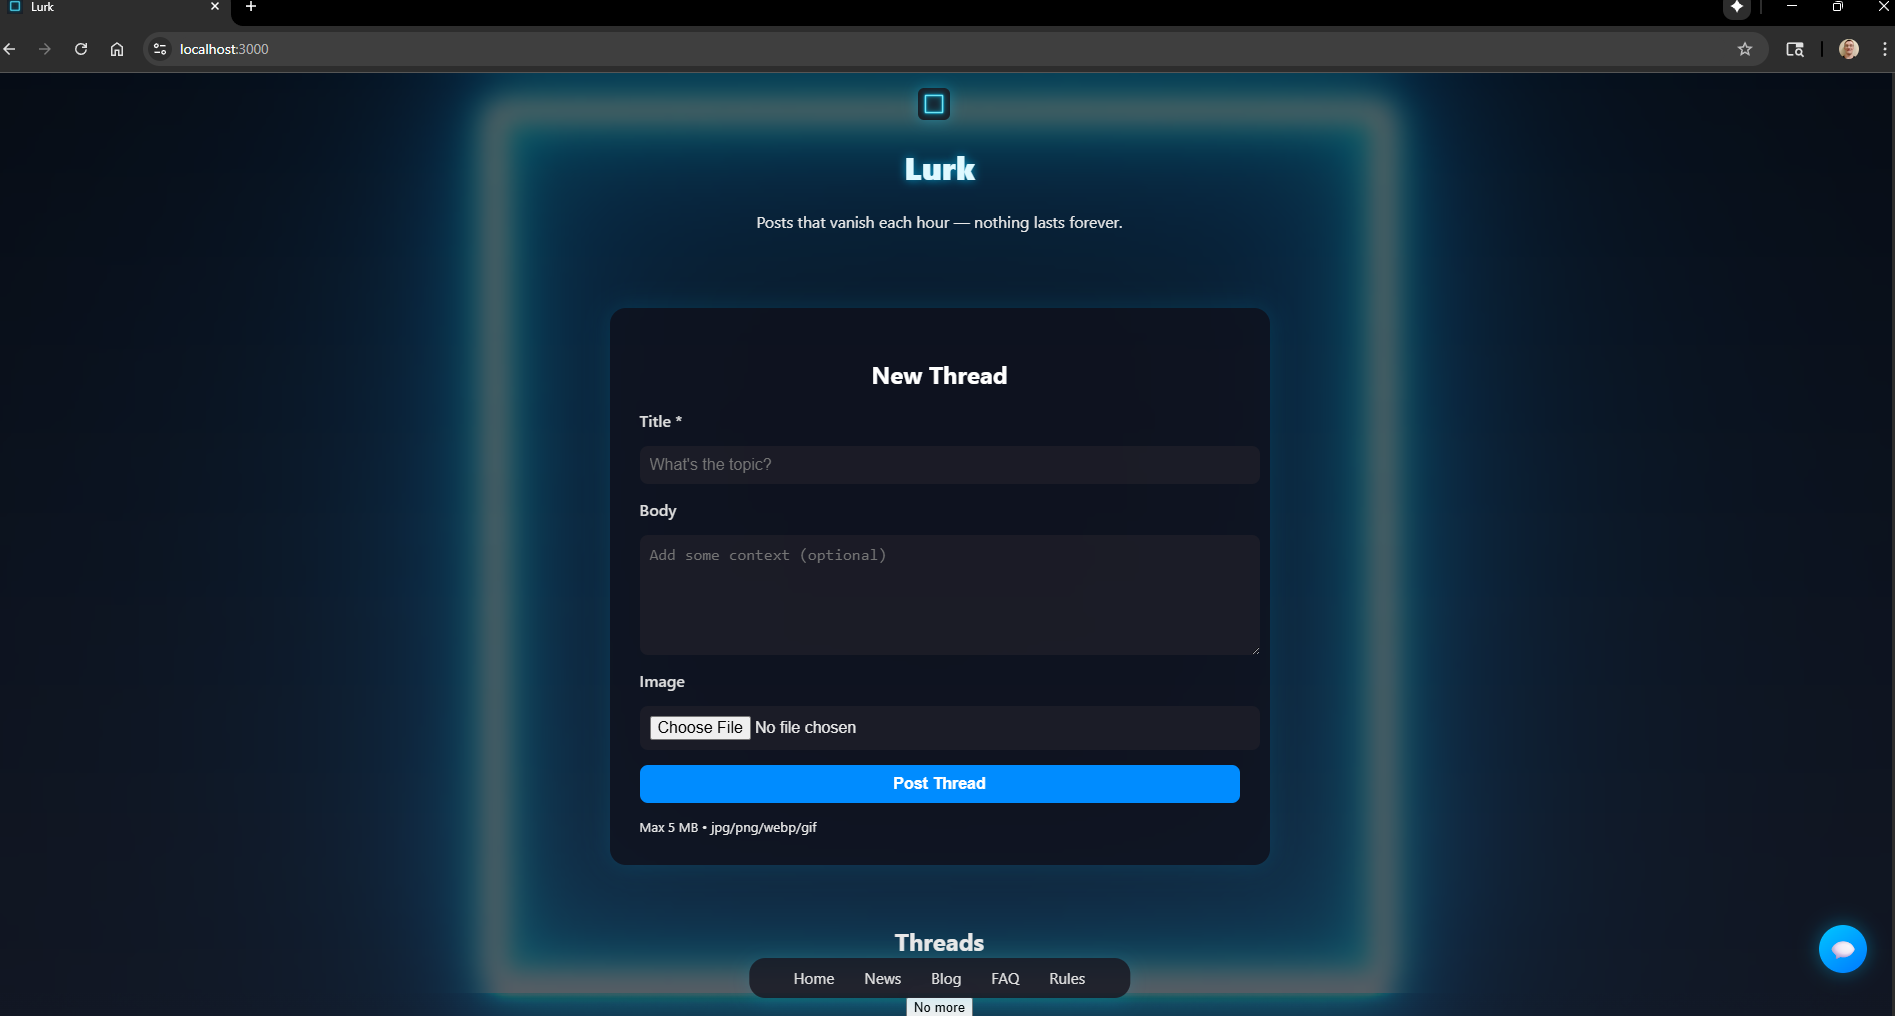 Lurk
localhost:3000
Lurk
Posts that vanish each hour — nothing lasts forever.
New Thread
Title *
What's the topic?
Body
Add some context (optional)
Image
Choose File No file chosen
Post Thread
Max 5 MB • jpg/png/webp/gif
Threads
Home News Blog FAQ Rules
No more